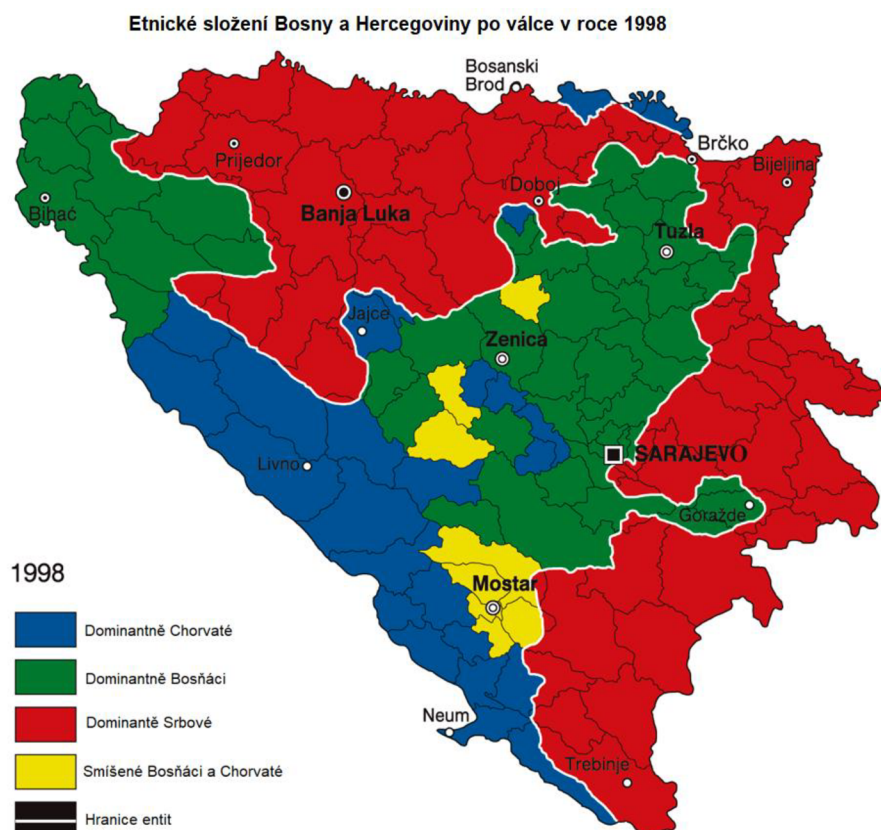 Etnické složení Bosny a Hercegoviny po válce v roce 1998
Bosanski
Brod
Brčko
Prijedor
Bijeljina
Doboj
Bihać
Banja Luka
Tuzla
Jajce
Zenica
SARAJEVO
Livno
Goražde
1998
Mostar
Dominantně Chorvaté
Dominantně Bosňáci
Dominantě Srbové
Neum
Smíšené Bosňáci a Chorvaté
Trebinje
Hranice entit